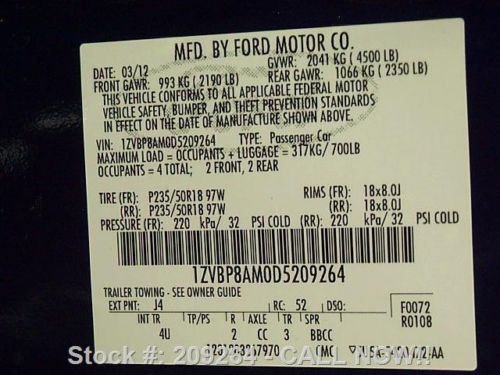 MFD. BY FORD MOTOR CO.
DATE: 03/12 GVWR: 2041 KG (4500 LB)
FRONT GAWR: 993 KG (2190 LB) REAR GAWR: 1066 KG (2350 LB)
THIS VEHICLE CONFORMS TO ALL APPLICABLE FEDERAL MOTOR
VEHICLE SAFETY, BUMPER, AND THEFT PREVENTION STANDARDS
IN EFFECT ON THE DATE OF MANUFACTURE SHOWN ABOVE.
VIN: 1ZVBP8AM0D5209264 TYPE: Passenger Car
MAXIMUM LOAD = OCCUPANTS + LUGGAGE = 317KG/700LB
OCCUPANTS = 4 TOTAL; 2 FRONT, 2 REAR
TIRE (FR): P235/50R18 97W RIMS (FR): 18x8.0J
(RR): P235/50R18 97W (RR): 18x8.0J
PRESSURE (FR): 220 kPa/ 32 PSI COLD (RR): 220 kPa/ 32 PSI COLD
1ZVBP8AM0D5209264
TRAILER TOWING - SEE OWNER GUIDE
EXT PNT: J4 RC: 52 DSO: F0072
INT TR TP/PS R AXLE TR SPR R0108
4U 2 CC 3 BBCC
Stock #: 209264 - CALL NOW!!
CMC